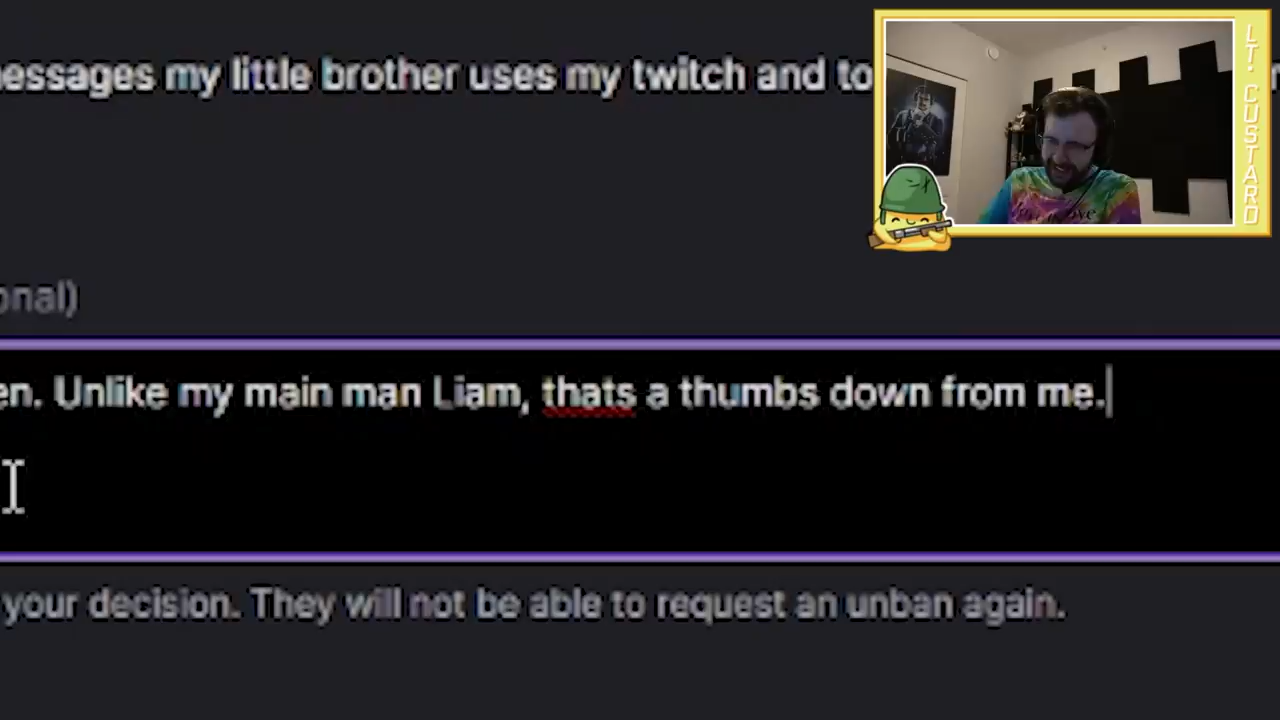 essages my little brother uses my twitch and to
LT. CUSTARD
onal)
en. Unlike my main man Liam, thats a thumbs down from me.
your decision. They will not be able to request an unban again.